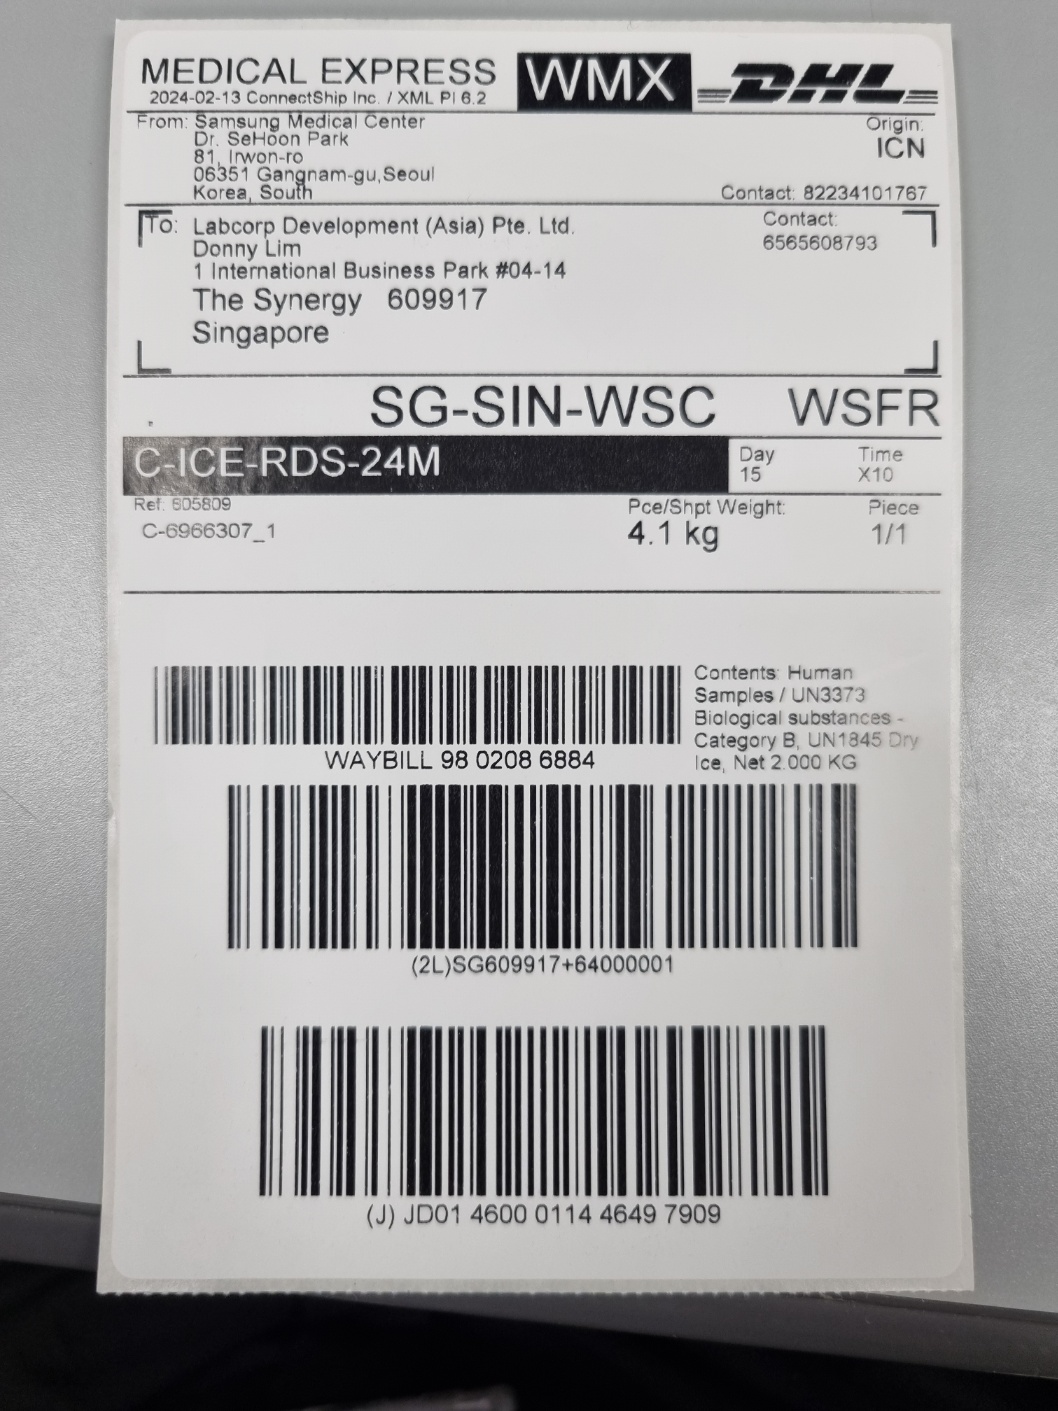 MEDICAL EXPRESS WMX DHL
2024-02-13 ConnectShip Inc. / XML PI 6.2
From: Samsung Medical Center
Dr. SeHoon Park
81, Irwon-ro
06351 Gangnam-gu,Seoul
Korea, South
Origin:
ICN
Contact: 82234101767
To: Labcorp Development (Asia) Pte. Ltd.
Donny Lim
1 International Business Park #04-14
The Synergy 609917
Singapore
Contact:
6565608793
SG-SIN-WSC WSFR
C-ICE-RDS-24M
Day
15
Time
X10
Ref: 605809
C-6966307_1
Pce/Shpt Weight:
4.1 kg
Piece
1/1
Contents: Human
Samples / UN3373
Biological substances -
Category B, UN1845 Dry
Ice, Net 2.000 KG
WAYBILL 98 0208 6884
(2L)SG609917+64000001
(J) JD01 4600 0114 4649 7909